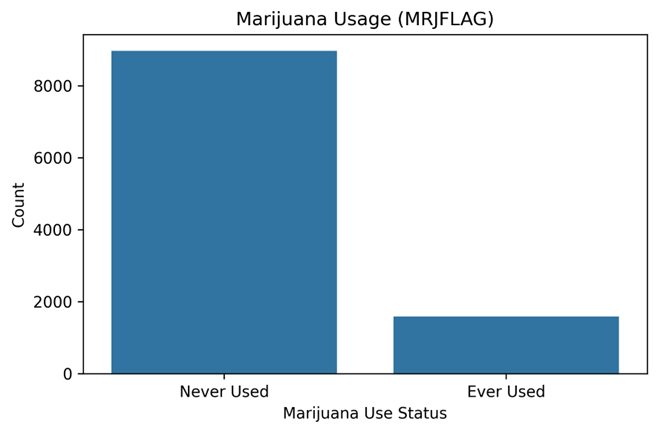 Marijuana Usage (MRJFLAG)
8000
6000
4000
2000
0
Count
Never Used
Ever Used
Marijuana Use Status